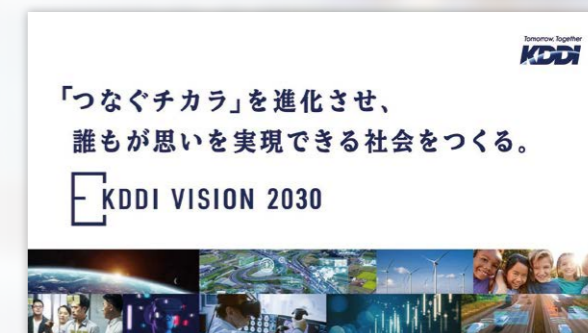 Tomorrow, Together
KDDI
「つなぐチカラ」を進化させ、
誰もが思いを実現できる社会をつくる。
KDDI VISION 2030